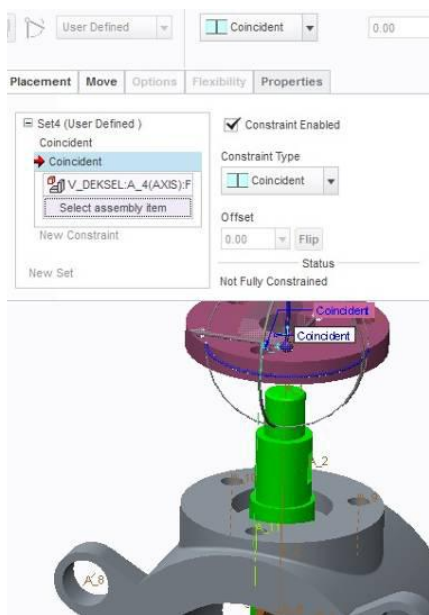 User Defined
Coincident
0.00
Placement Move Options Flexibility Properties
Set4 (User Defined )
Coincident
Coincident
V_DEKSEL:A_4(AXIS):F
Select assembly item
New Constraint
New Set
Constraint Enabled
Constraint Type
Coincident
Offset
0.00
Flip
Status
Not Fully Constrained
Coincident
Coincident
A_2
A_11
A_8